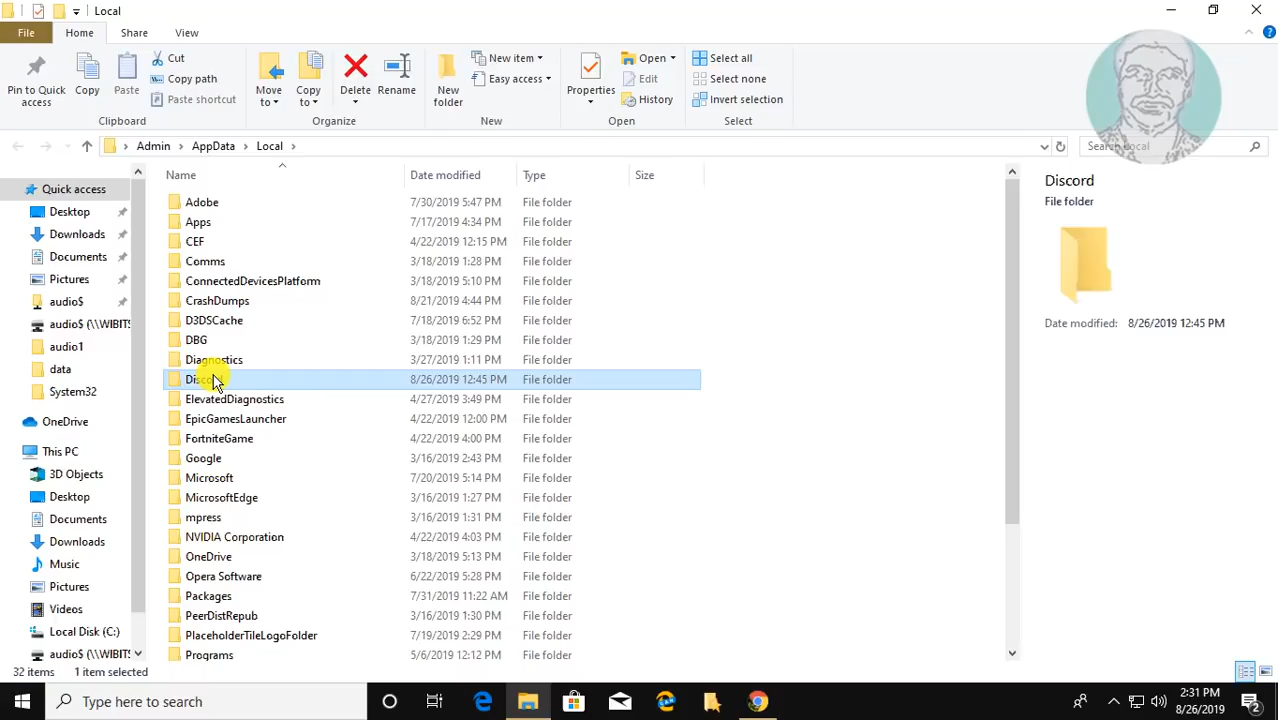 Local
File Home Share View
Pin to Quick access
Copy
Paste
Cut
Copy path
Paste shortcut
Clipboard
Move to
Copy to
Delete
Rename
Organize
New folder
New item
Easy access
New
Properties
Open
Edit
History
Open
Select all
Select none
Invert selection
Select
Admin > AppData > Local >
Search Local
Name Date modified Type Size
Quick access
Desktop
Downloads
Documents
Pictures
audio$
audio$ (\\WIBITS
audio1
data
System32
OneDrive
This PC
3D Objects
Desktop
Documents
Downloads
Music
Pictures
Videos
Local Disk (C:)
audio$ (\\WIBITS
Adobe 7/30/2019 5:47 PM File folder
Apps 7/17/2019 4:34 PM File folder
CEF 4/22/2019 12:15 PM File folder
Comms 3/18/2019 1:28 PM File folder
ConnectedDevicesPlatform 3/18/2019 5:10 PM File folder
CrashDumps 8/21/2019 4:44 PM File folder
D3DSCache 7/18/2019 6:52 PM File folder
DBG 3/18/2019 1:29 PM File folder
Diagnostics 3/27/2019 1:11 PM File folder
Discord 8/26/2019 12:45 PM File folder
ElevatedDiagnostics 4/27/2019 3:49 PM File folder
EpicGamesLauncher 4/22/2019 12:00 PM File folder
FortniteGame 4/22/2019 4:00 PM File folder
Google 3/16/2019 2:43 PM File folder
Microsoft 7/20/2019 5:14 PM File folder
MicrosoftEdge 3/16/2019 1:27 PM File folder
mpress 3/16/2019 1:31 PM File folder
NVIDIA Corporation 4/22/2019 4:03 PM File folder
OneDrive 3/18/2019 5:13 PM File folder
Opera Software 6/22/2019 5:28 PM File folder
Packages 7/31/2019 11:22 AM File folder
PeerDistRepub 3/16/2019 1:30 PM File folder
PlaceholderTileLogoFolder 7/19/2019 2:29 PM File folder
Programs 5/6/2019 12:12 PM File folder
Discord
File folder
Date modified: 8/26/2019 12:45 PM
32 items 1 item selected
Type here to search
2:31 PM
8/26/2019
2